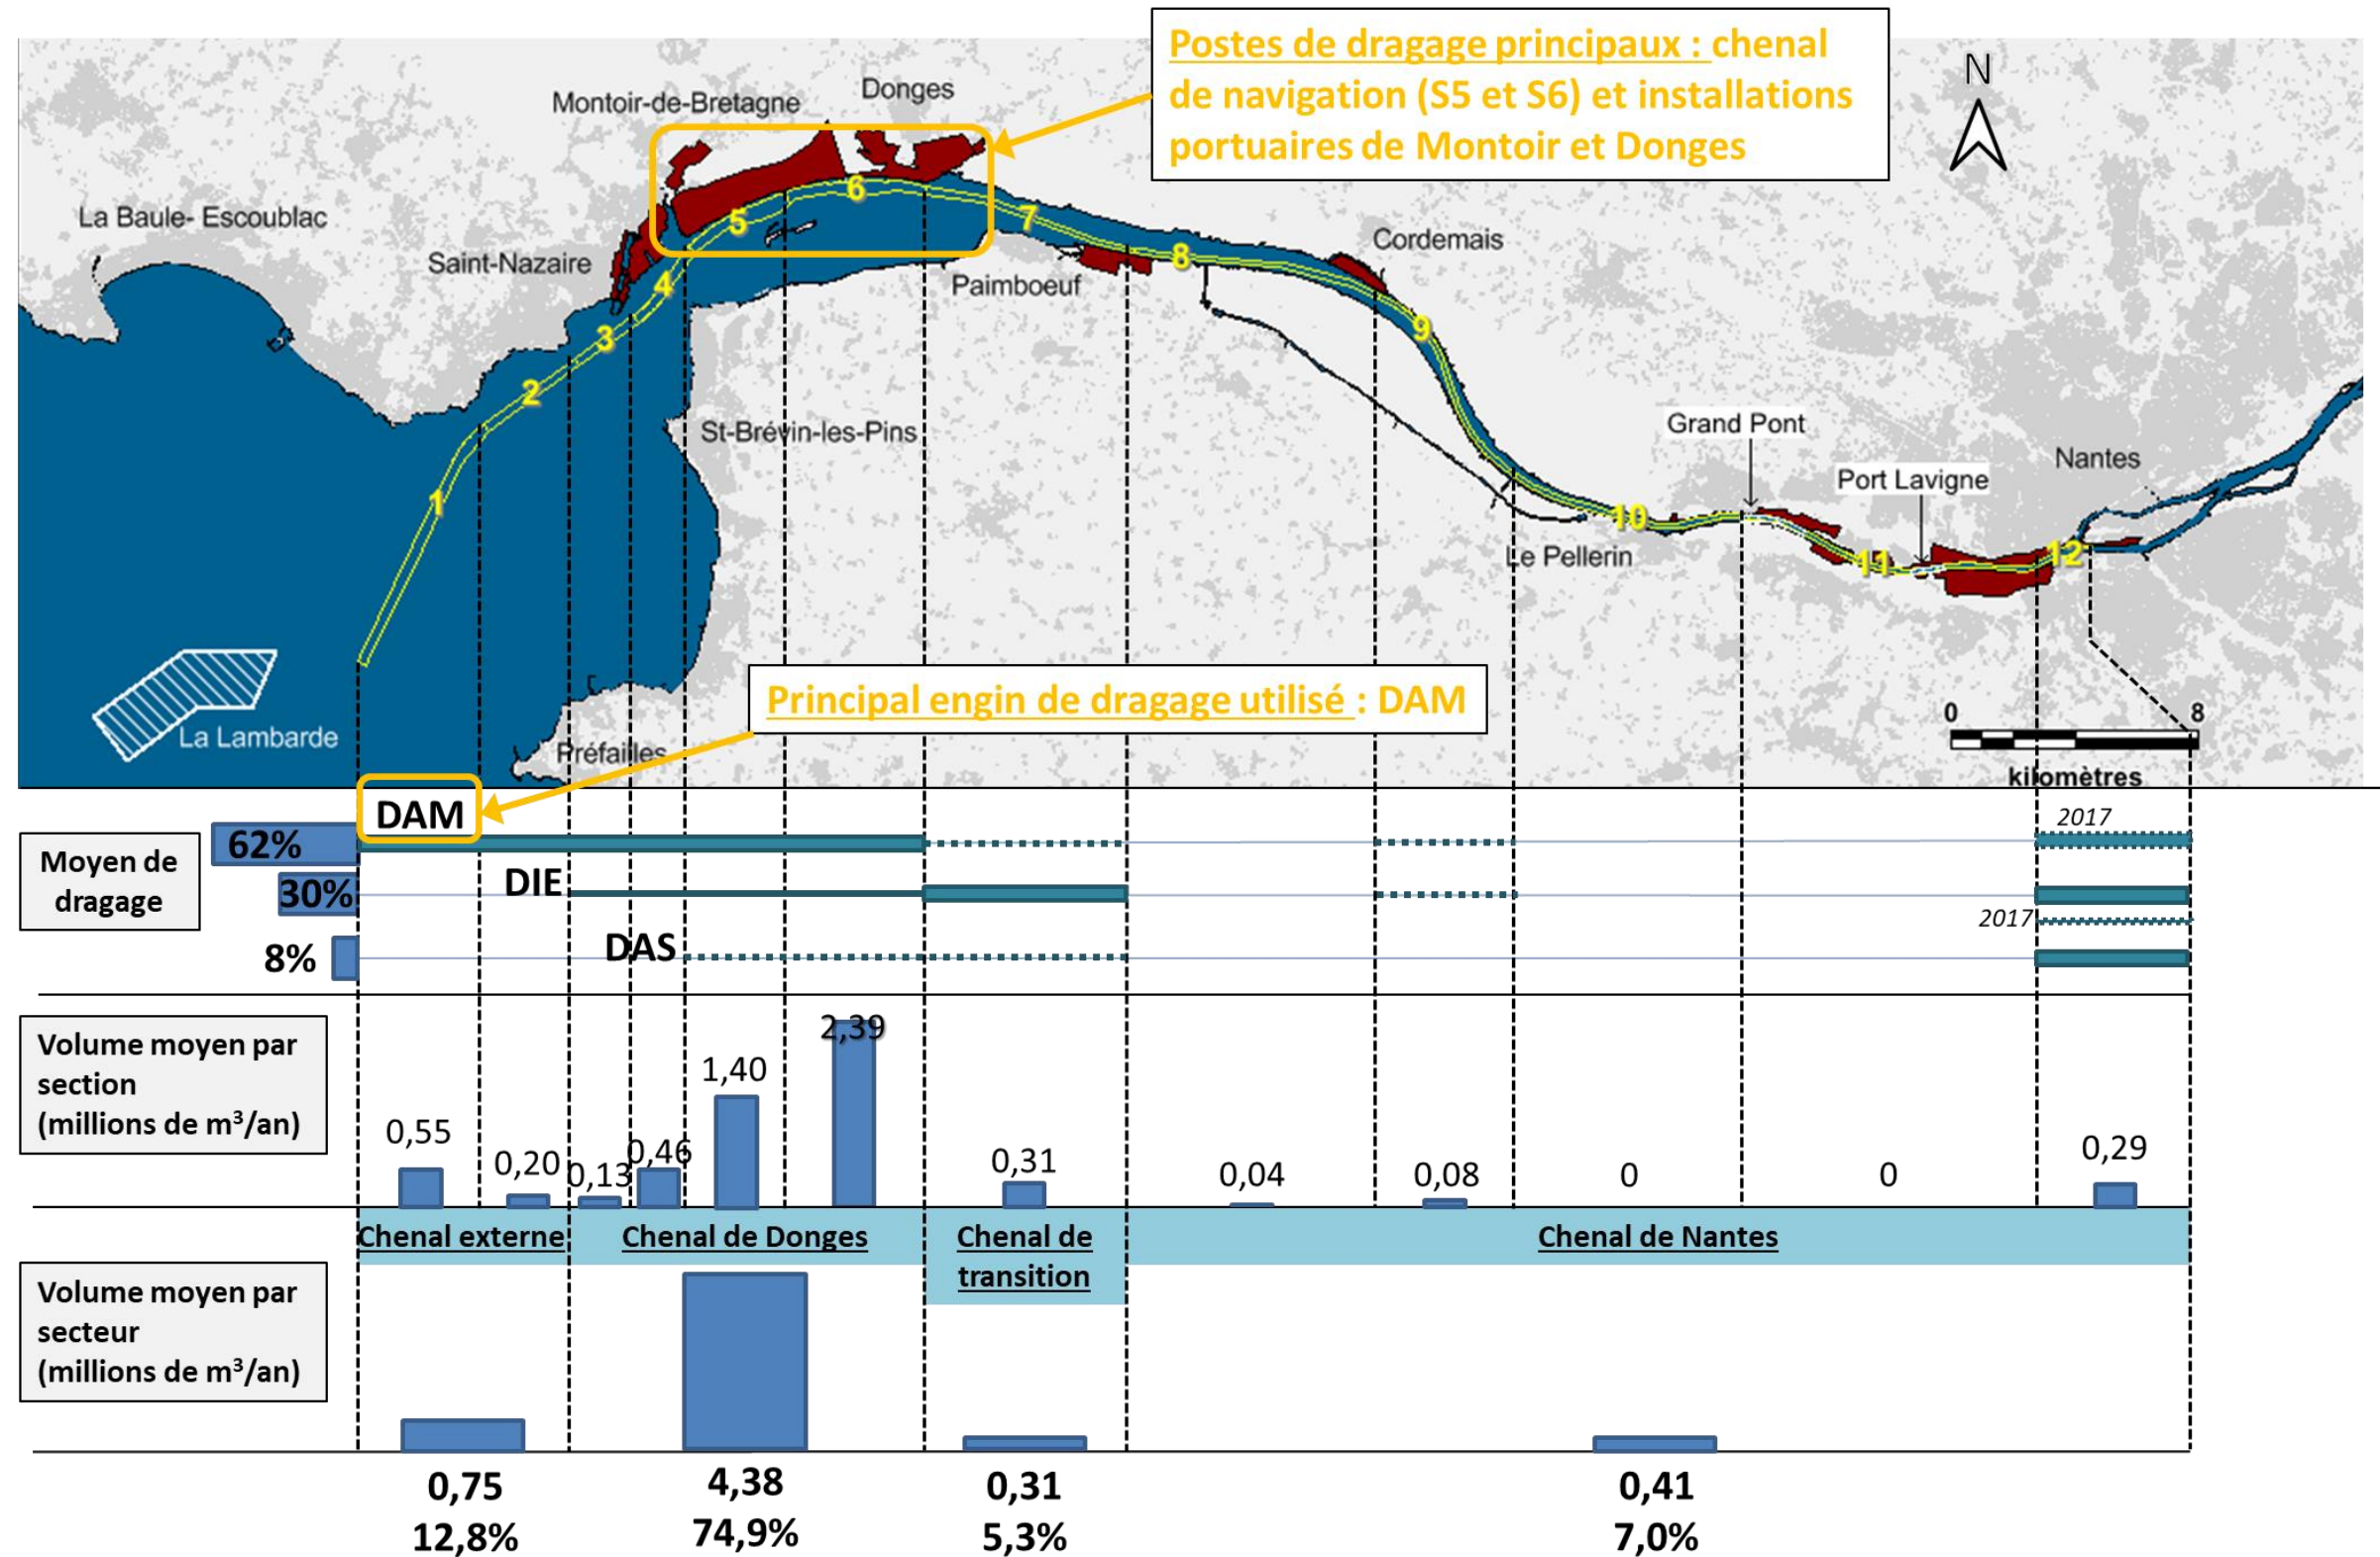 Postes de dragage principaux : chenal
de navigation (S5 et S6) et installations
portuaires de Montoir et Donges
N
Montoir-de-Bretagne
Donges
La Baule- Escoublac
Saint-Nazaire
Cordemais
Paimboeuf
St-Brévin-les-Pins
Grand Pont
Port Lavigne
Nantes
Le Pellerin
1
2
3
4
5
6
7
8
9
10
11
12
La Lambarde
Préfailles
Principal engin de dragage utilisé : DAM
0
8
kilomètres
Moyen de
dragage
62%
DAM
2017
30%
DIE
2017
8%
DAS
Volume moyen par
section
(millions de m³/an)
0,55
0,20
0,13
0,46
1,40
2,39
0,31
0,04
0,08
0
0
0,29
Chenal externe
Chenal de Donges
Chenal de
transition
Chenal de Nantes
Volume moyen par
secteur
(millions de m³/an)
0,75
12,8%
4,38
74,9%
0,31
5,3%
0,41
7,0%